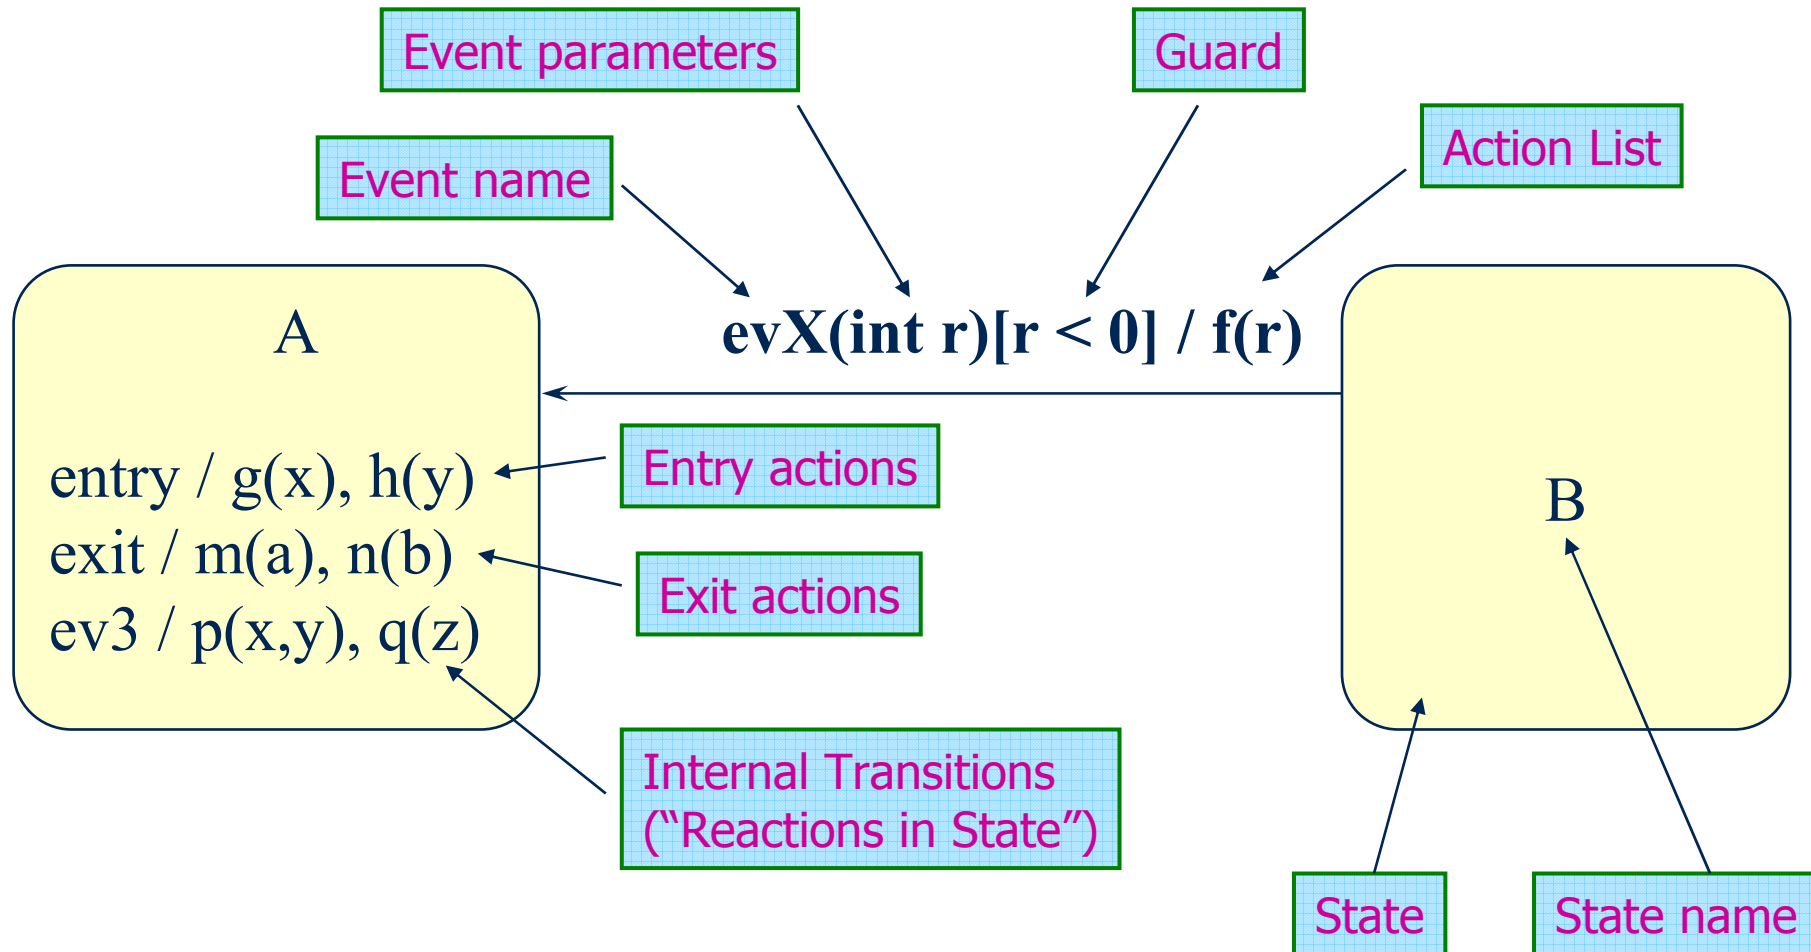 Event parameters
Guard
Action List
Event name
A
evX(int r)[r < 0] / f(r)
entry / g(x), h(y)
Entry actions
B
exit / m(a), n(b)
Exit actions
ev3 / p(x,y), q(z)
Internal Transitions
(“Reactions in State”)
State
State name